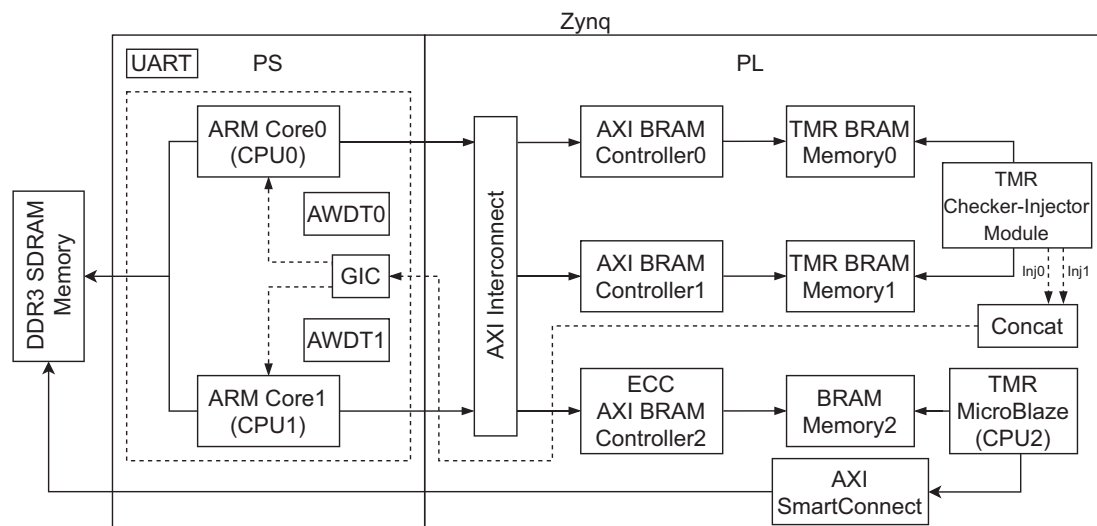 Zynq
UART
PS
PL
ARM Core0
(CPU0)
AXI BRAM
Controller0
TMR BRAM
Memory0
TMR
Checker-Injector
Module
AWDT0
DDR3 SDRAM
Memory
GIC
AXI Interconnect
AXI BRAM
Controller1
TMR BRAM
Memory1
Inj0
Inj1
AWDT1
Concat
ARM Core1
(CPU1)
ECC
AXI BRAM
Controller2
BRAM
Memory2
TMR
MicroBlaze
(CPU2)
AXI
SmartConnect